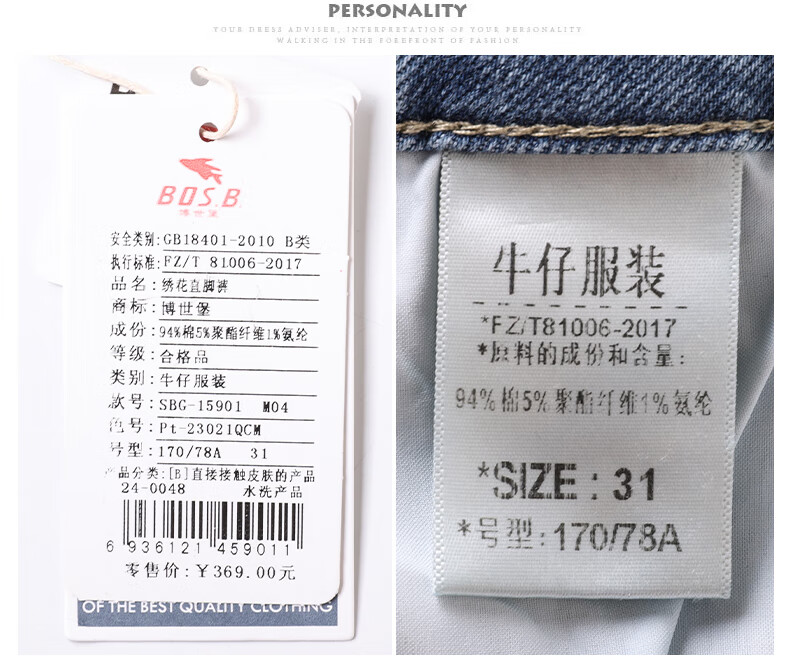 PERSONALITY
YOUR DRESS ADVISER, INTERPRETATION OF YOUR PERSONALITY
WALKING IN THE FOREFRONT OF FASHION.
BOS.B.
博世堡
安全类别:GB18401-2010 B类
执行标准:FZ/T 81006-2017
品名:绣花直脚裤
商标:博世堡
成份:94%棉5%聚酯纤维1%氨纶
等级:合格品
类别:牛仔服装
款号:SBG-15901 M04
色号:Pt-23021QCM
号型:170/78A 31
产品分类:[B]直接接触皮肤的产品
24-0048 水洗产品
6 936121 459011
零售价:¥369.00元
OF THE BEST QUALITY CLOTHING
牛仔服装
*FZ/T81006-2017
*原料的成份和含量:
94%棉5%聚酯纤维1%氨纶
*SIZE:31
*号型:170/78A